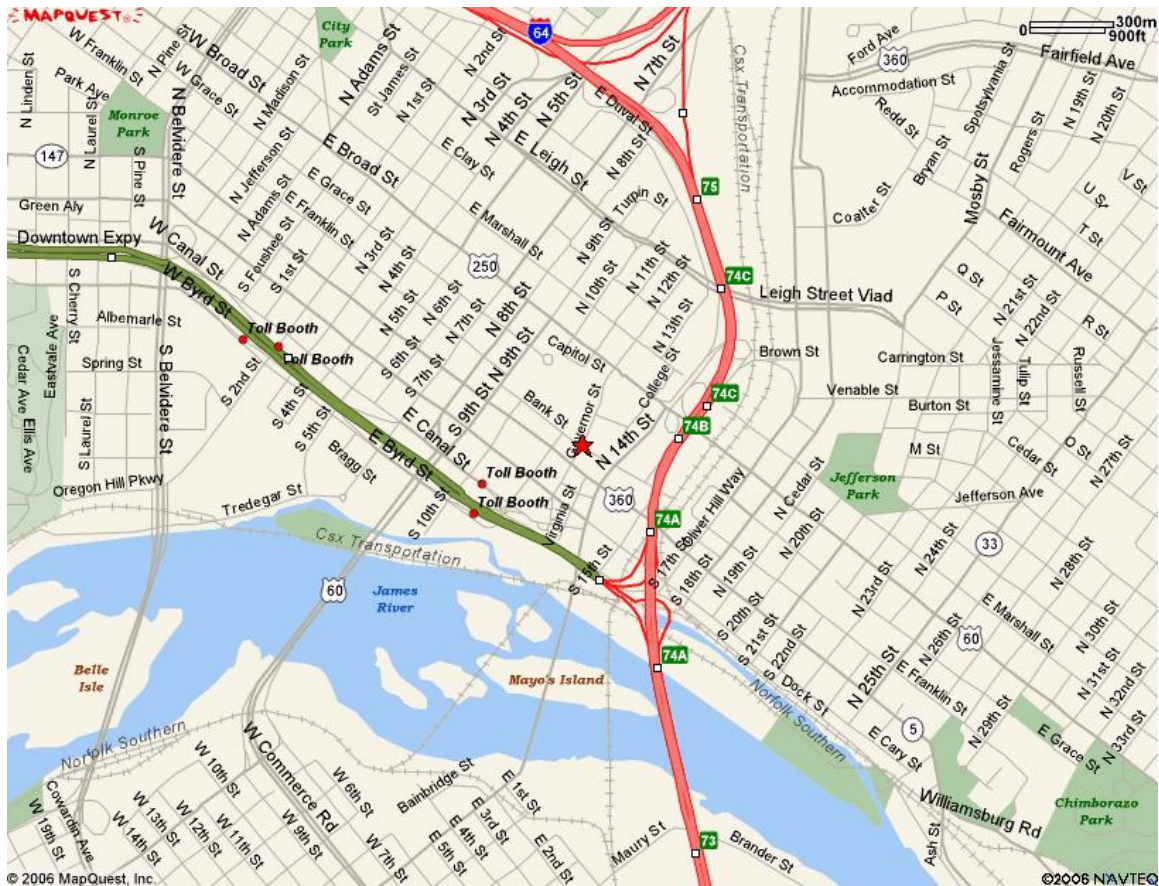 MAPQUEST®
300m
900ft
City Park
64
360
Ford Ave
Fairfield Ave
Accommodation St
Spotsylvania St
N 19th St
N 20th St
N Linden St
W Franklin St
N Pine St
W Broad St
W Grace St
Park Ave
N Laurel St
Monroe Park
N Belvidere St
N Madison St
N Adams St
St James St
N 1st St
N 2nd St
N 3rd St
N 4th St
N 5th St
N 7th St
E Duval St
N 8th St
E Leigh St
E Clay St
Csx Transportation
Redd St
Bryan St
Rogers St
Mosby St
147
S Pine St
N Jefferson St
E Broad St
E Grace St
E Franklin St
E Marshall St
Turpin St
75
Coalter St
U St
V St
T St
Fairmount Ave
Green Aly
Downtown Expy
W Canal St
N Adams St
S Foushee St
S 1st St
N 3rd St
N 4th St
250
N 9th St
N 10th St
N 11th St
N 12th St
N 13th St
74C
Leigh Street Viad
Q St
P St
N 21st St
N 22nd St
R St
S Cherry St
W Byrd St
Albemarle St
Toll Booth
Toll Booth
N 5th St
N 6th St
N 7th St
N 8th St
N 9th St
Capitol St
College St
Brown St
Carrington St
Jessamine St
Tulip St
Russell St
Eastvale Ave
Cedar Ave
Ellis Ave
Spring St
S Belvidere St
S Laurel St
S 2nd St
S 4th St
S 5th St
S 6th St
S 7th St
S 9th St
Bank St
Governor St
N 14th St
74C
74B
Venable St
Burton St
M St
Cedar St
O St
N 27th St
Jefferson Park
Jefferson Ave
Oregon Hill Pkwy
Bragg St
E Byrd St
E Canal St
Toll Booth
Toll Booth
Tredegar St
S 10th St
Virginia St
360
Oliver Hill Way
N Cedar St
N 20th St
74A
33
N 24th St
N 28th St
N 23rd St
Csx Transportation
60
James River
S 15th St
S 17th St
S 18th St
N 19th St
S 20th St
S 21st St
S 22nd St
E Marshall St
60
N 26th St
N 30th St
N 31st St
N 32nd St
N 33rd St
N 25th St
E Franklin St
N 29th St
E Grace St
Belle Isle
Mayo's Island
74A
Dock St
Norfolk Southern
5
E Cary St
Norfolk Southern
W Commerce Rd
Bainbridge St
E 1st St
Williamsburg Rd
Chimborazo Park
Cowardin Ave
W 19th St
W 14th St
W 13th St
W 12th St
W 11th St
W 10th St
W 9th St
W 6th St
W 7th St
E 5th St
E 4th St
E 3rd St
E 2nd St
Maury St
73
Brander St
Ash St
© 2006 MapQuest, Inc.
©2006 NAVTEQ